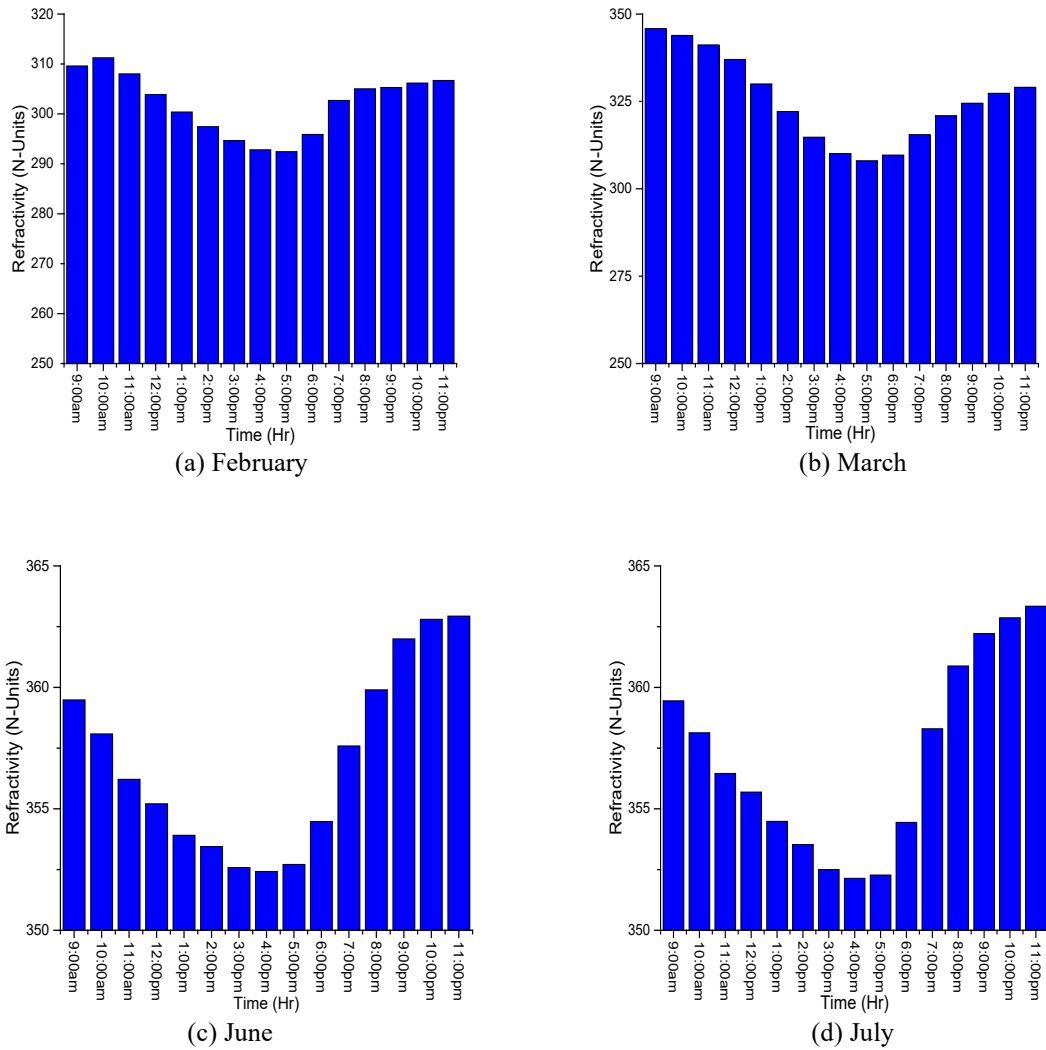 320
310
300
290
280
270
260
250
Refractivity (N-Units)
9:00am
10:00am
11:00am
12:00pm
1:00pm
2:00pm
3:00pm
4:00pm
5:00pm
6:00pm
7:00pm
8:00pm
9:00pm
10:00pm
11:00pm
Time (Hr)
(a) February
350
325
300
275
250
Refractivity (N-Units)
9:00am
10:00am
11:00am
12:00pm
1:00pm
2:00pm
3:00pm
4:00pm
5:00pm
6:00pm
7:00pm
8:00pm
9:00pm
10:00pm
11:00pm
Time (Hr)
(b) March
365
360
355
350
Refractivity (N-Units)
9:00am
10:00am
11:00am
12:00pm
1:00pm
2:00pm
3:00pm
4:00pm
5:00pm
6:00pm
7:00pm
8:00pm
9:00pm
10:00pm
11:00pm
Time (Hr)
(c) June
365
360
355
350
Refractivity (N-Units)
9:00am
10:00am
11:00am
12:00pm
1:00pm
2:00pm
3:00pm
4:00pm
5:00pm
6:00pm
7:00pm
8:00pm
9:00pm
10:00pm
11:00pm
Time (Hr)
(d) July